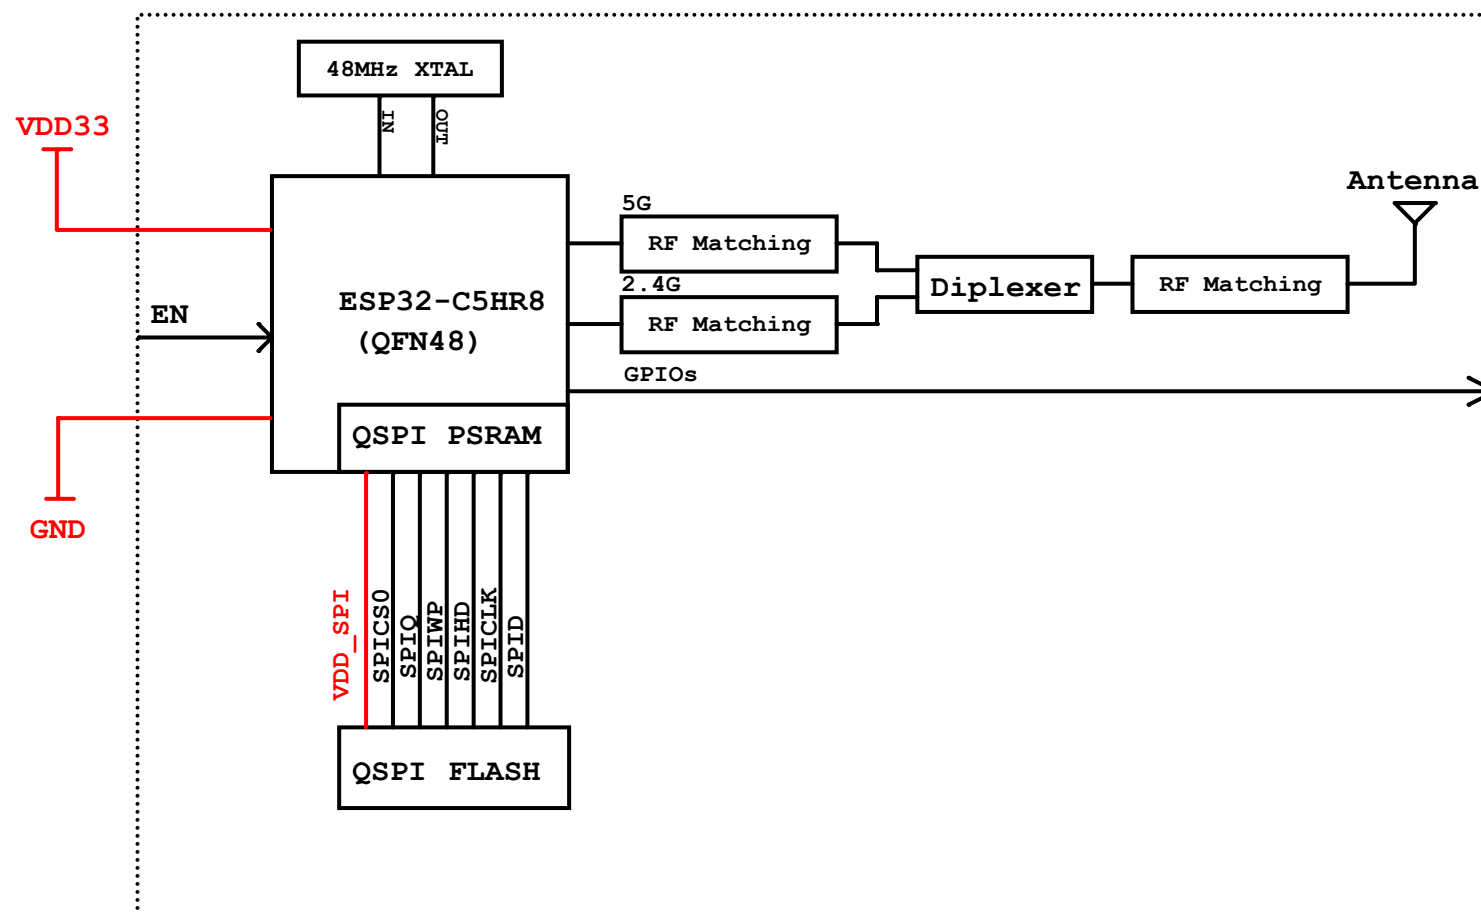 48MHz XTAL
IN
OUT
VDD33
Antenna
5G
RF Matching
2.4G
RF Matching
Diplexer
RF Matching
ESP32-C5HR8
(QFN48)
EN
GPIOs
QSPI PSRAM
GND
VDD_SPI
SPICS0
SPIQ
SPIWP
SPIHD
SPICLK
SPID
QSPI FLASH